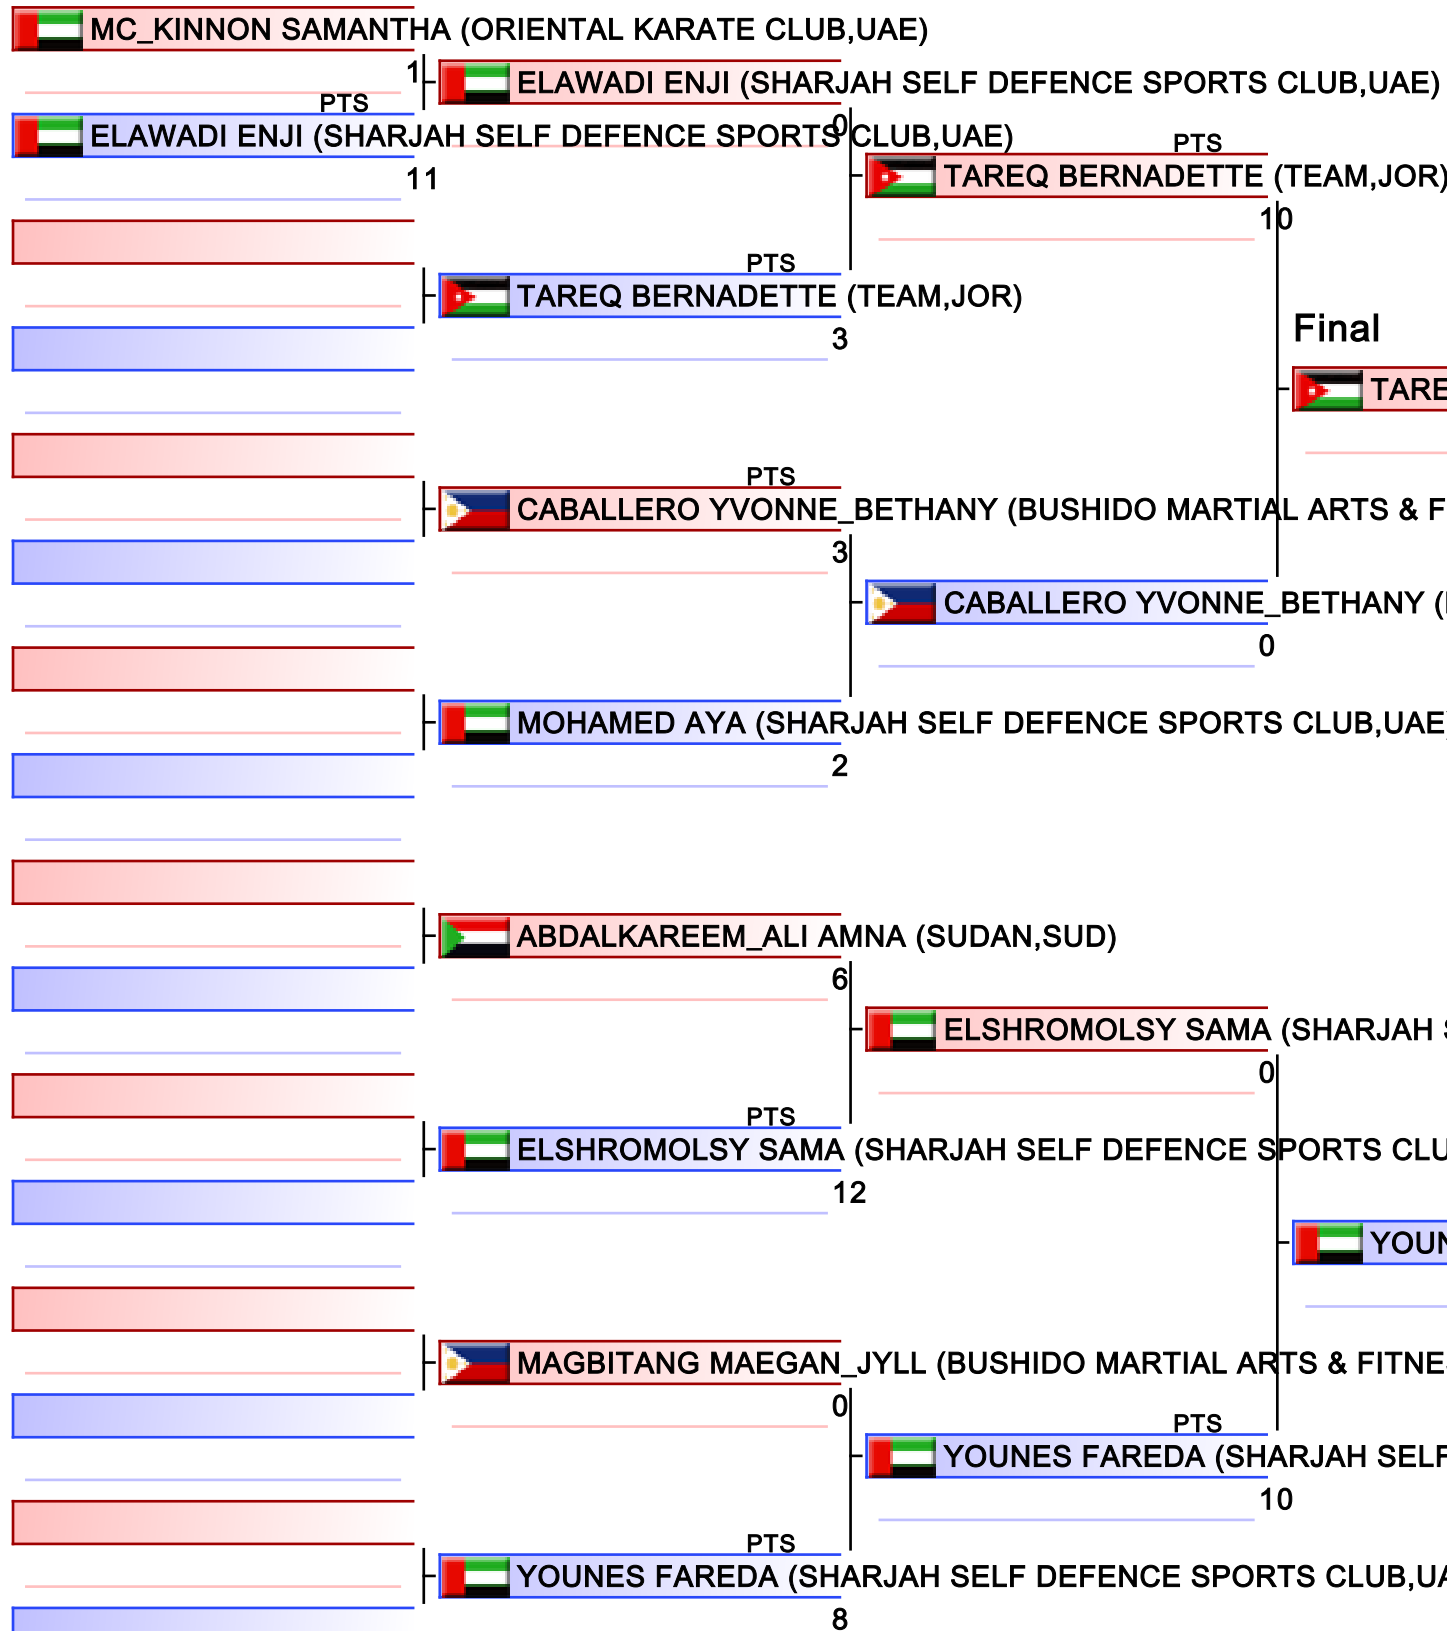 MC_KINNON SAMANTHA (ORIENTAL KARATE CLUB,UAE)
1
PTS
ELAWADI ENJI (SHARJAH SELF DEFENCE SPORTS CLUB,UAE)
11
ELAWADI ENJI (SHARJAH SELF DEFENCE SPORTS CLUB,UAE)
0
PTS
TAREQ BERNADETTE (TEAM,JOR)
3
PTS
CABALLERO YVONNE_BETHANY (BUSHIDO MARTIAL ARTS & F
3
MOHAMED AYA (SHARJAH SELF DEFENCE SPORTS CLUB,UAE)
2
ABDALKAREEM_ALI AMNA (SUDAN,SUD)
6
PTS
ELSHROMOLSY SAMA (SHARJAH SELF DEFENCE SPORTS CLU
12
MAGBITANG MAEGAN_JYLL (BUSHIDO MARTIAL ARTS & FITNE
0
PTS
YOUNES FAREDA (SHARJAH SELF DEFENCE SPORTS CLUB,UA
8
PTS
TAREQ BERNADETTE (TEAM,JOR)
10
CABALLERO YVONNE_BETHANY (
0
ELSHROMOLSY SAMA (SHARJAH
0
PTS
YOUNES FAREDA (SHARJAH SELF
10
Final
TARE
YOUN